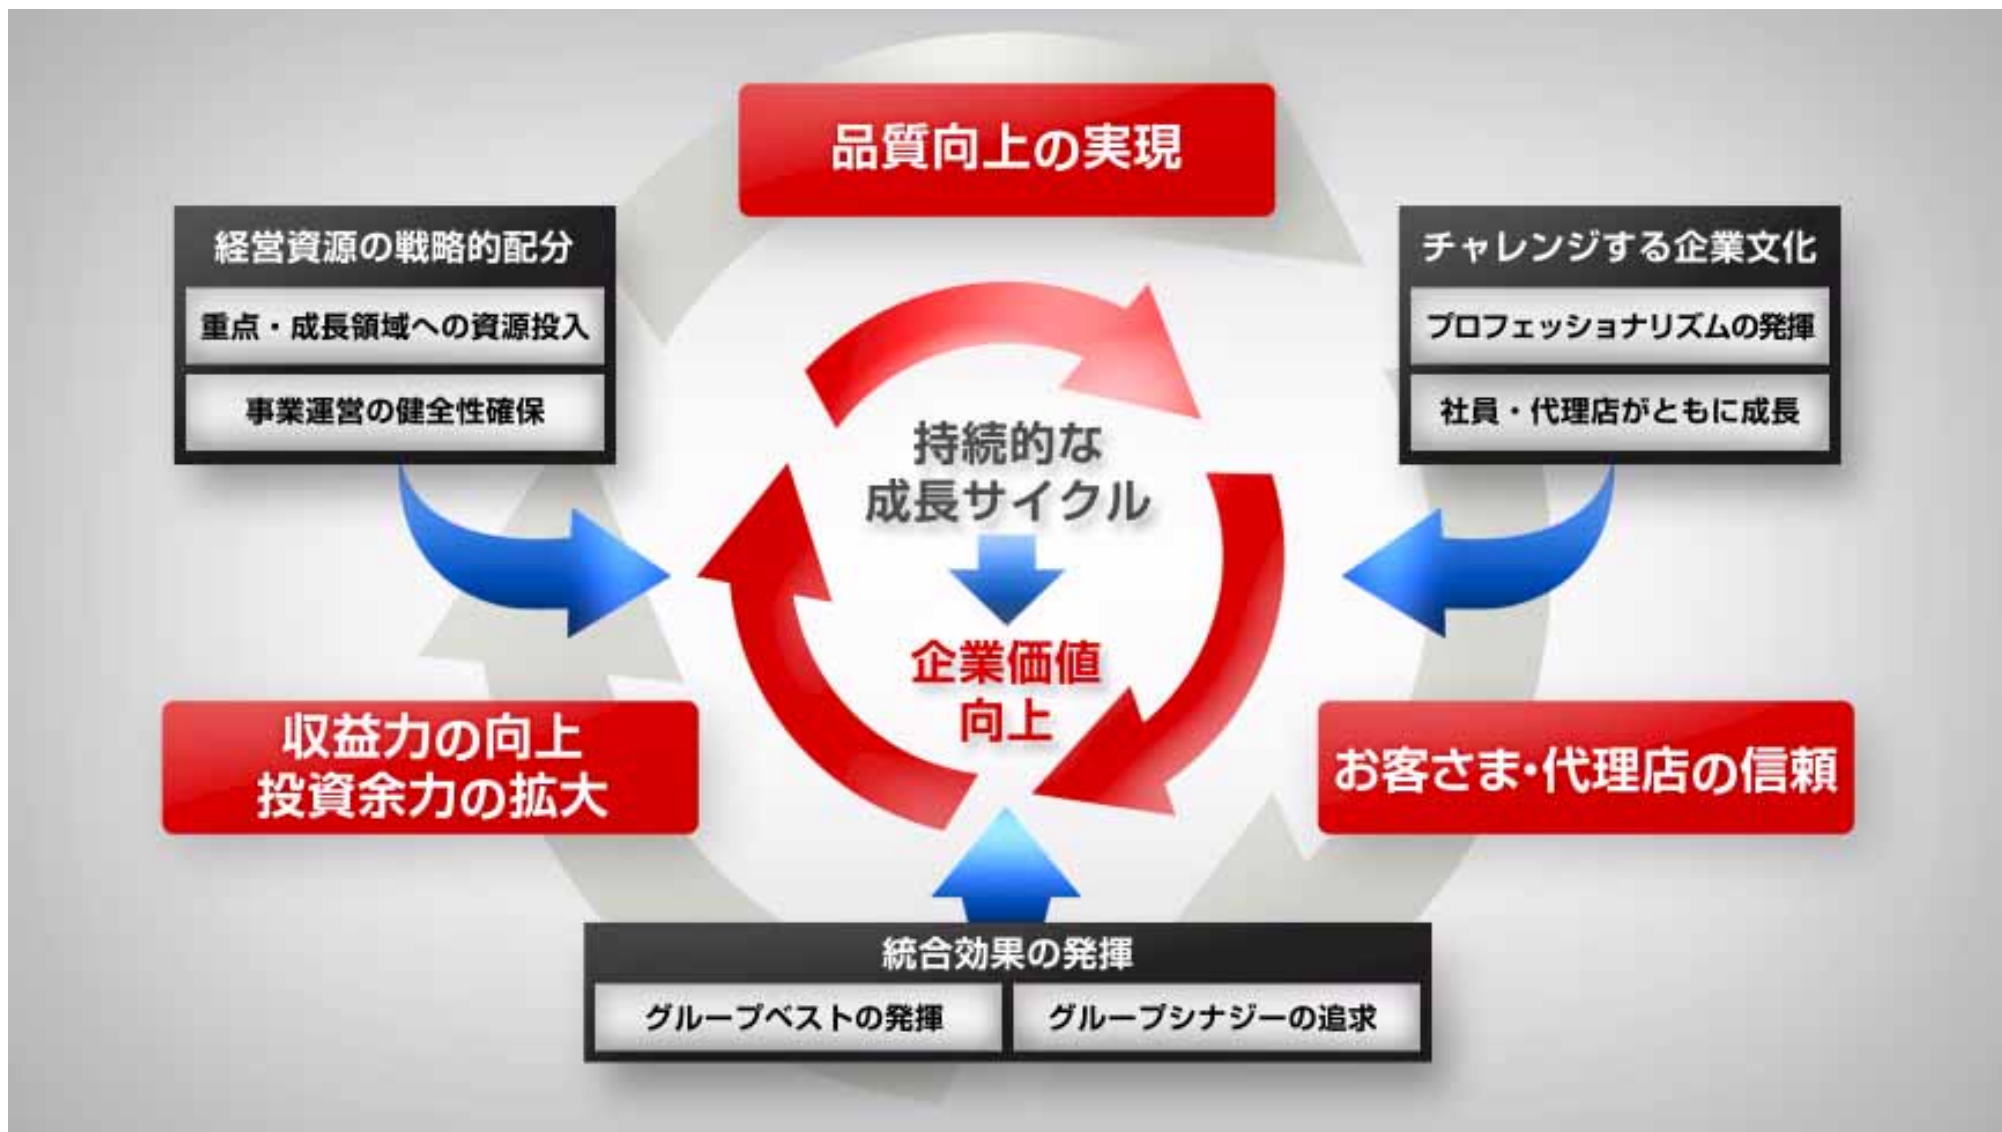 品質向上の実現
経営資源の戦略的配分
重点・成長領域への資源投入
事業運営の健全性確保
チャレンジする企業文化
プロフェッショナリズムの発揮
社員・代理店がともに成長
持続的な
成長サイクル
企業価値
向上
収益力の向上
投資余力の拡大
お客さま・代理店の信頼
統合効果の発揮
グループベストの発揮
グループシナジーの追求